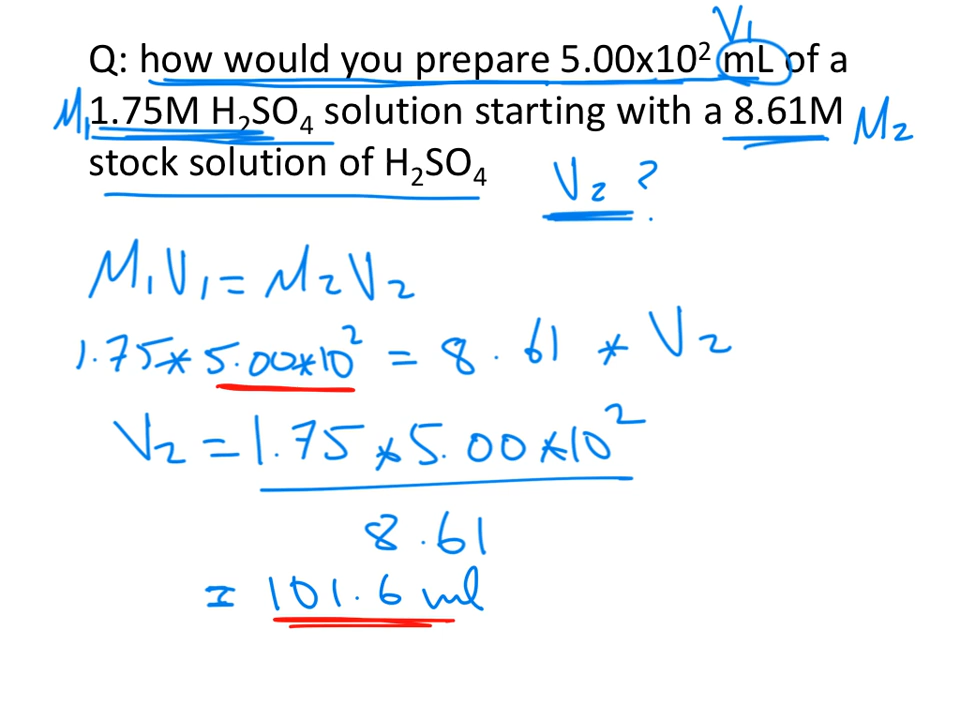 V₁
Q: how would you prepare 5.00x10² mL of a
M₁ 1.75M H₂SO₄ solution starting with a 8.61M M₂
stock solution of H₂SO₄ V₂ ?
M₁V₁ = M₂V₂
1.75 * 5.00*10² = 8.61 * V₂
V₂ = 1.75 * 5.00 *10²
8.61
= 101.6 ml